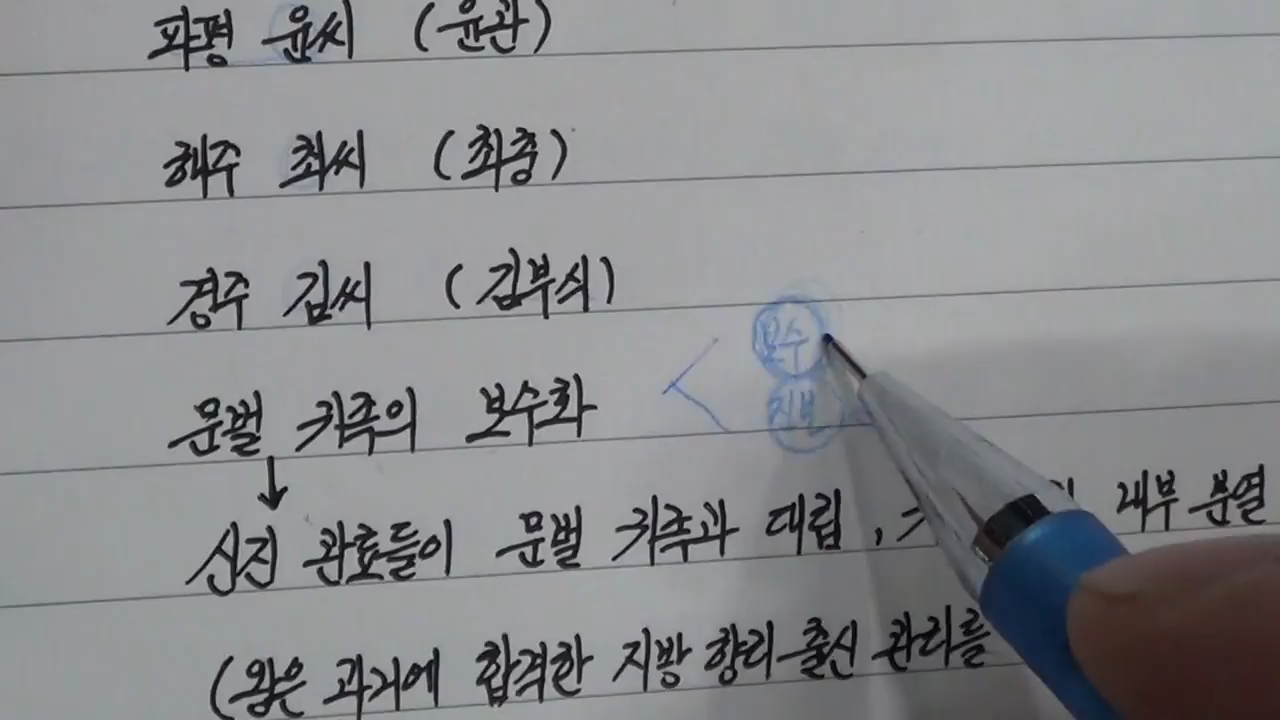 파평 윤씨 (윤관)
해주 최씨 (최충)
경주 김씨 (김부식)
보수
문벌 귀족의 보수화 <
진보
신진 관료들이 문벌 귀족과 대립, 내부 분열
(왕은 과거에 합격한 지방 향리 출신 관리를